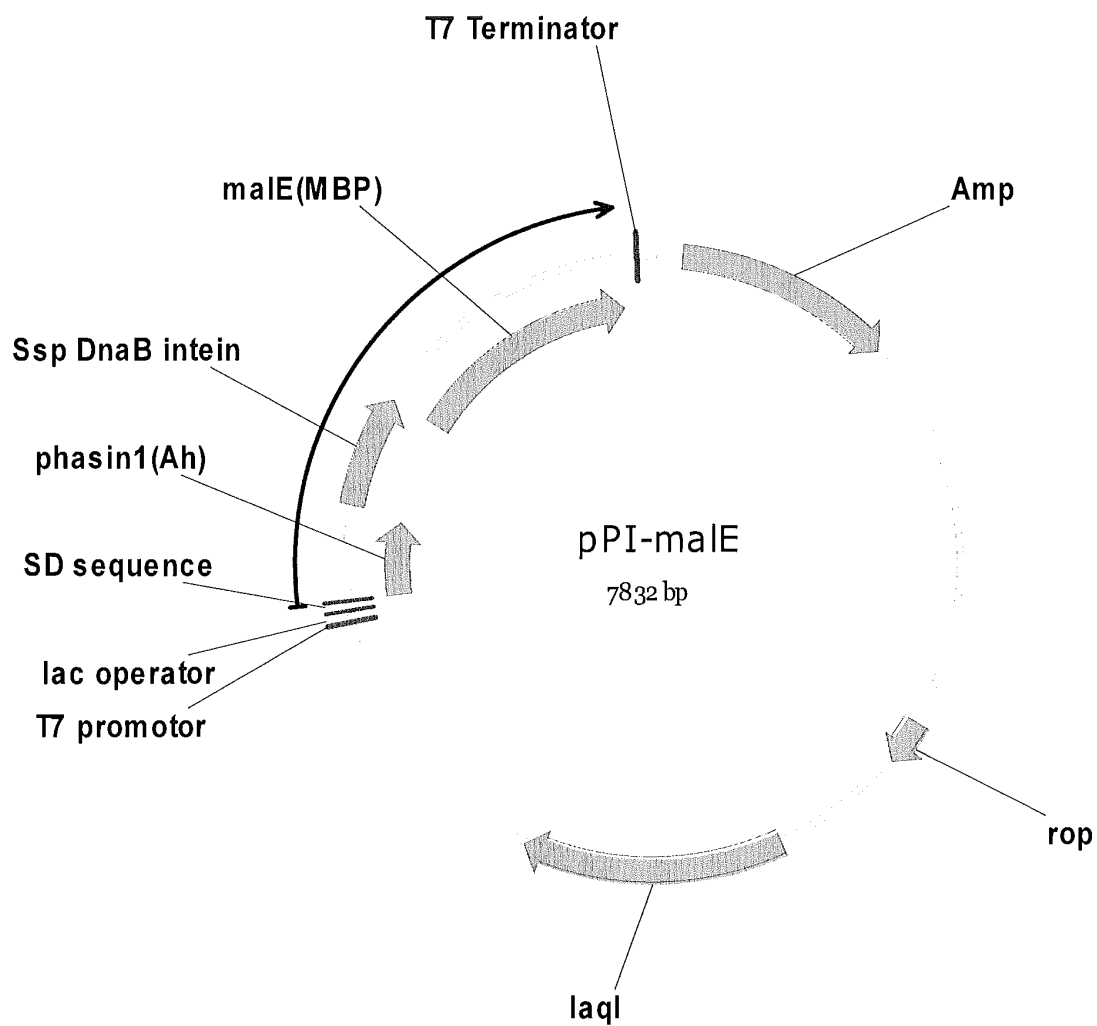 T7 Terminator
malE(MBP)
Amp
Ssp DnaB intein
phasin1(Ah)
SD sequence
pPI-malE
7832 bp
lac operator
T7 promotor
rop
laqI